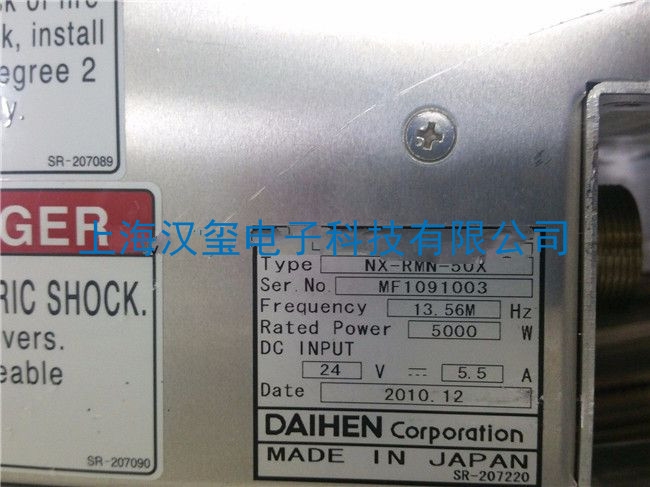 k of fire
k, install
egree 2
y.
SR-207089
GER
RIC SHOCK.
vers.
eable
SR-207090
上海汉玺电子科技有限公司
Type NX-RMN-50X
Ser.No. MF1091003
Frequency 13.56M Hz
Rated Power 5000 W
DC INPUT
24 V 5.5 A
Date 2010.12
DAIHEN Corporation
MADE IN JAPAN
SR-207220